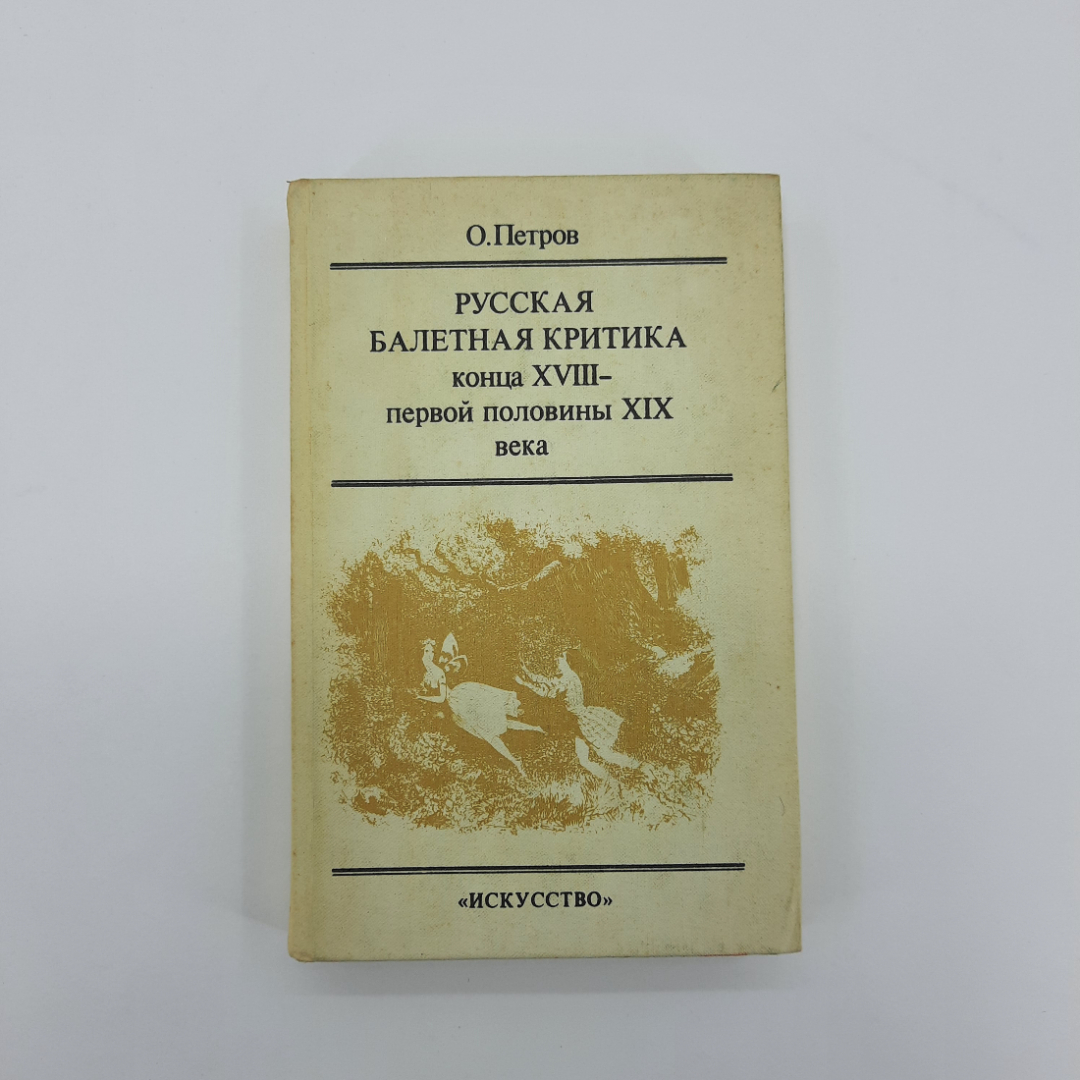 О.Петров
РУССКАЯ
БАЛЕТНАЯ КРИТИКА
конца XVIII–
первой половины XIX
века
«ИСКУССТВО»